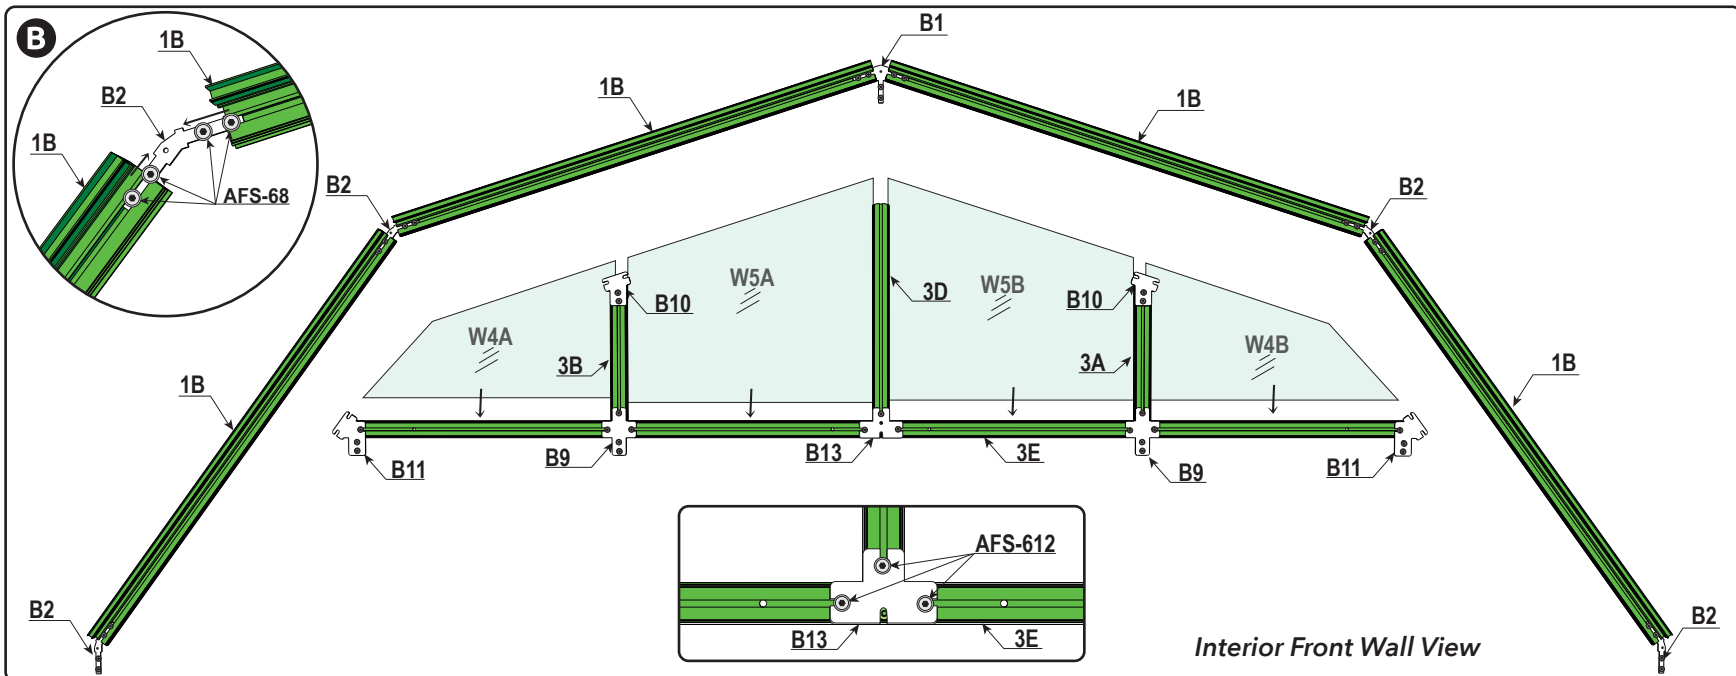 B
1B
B2
1B
AFS-68
B1
1B
1B
B2
B2
W5A
W5B
B10
3D
B10
W4A
W4B
3B
3A
1B
1B
B11
B9
B13
3E
B9
B11
AFS-612
B13
3E
B2
B2
Interior Front Wall View